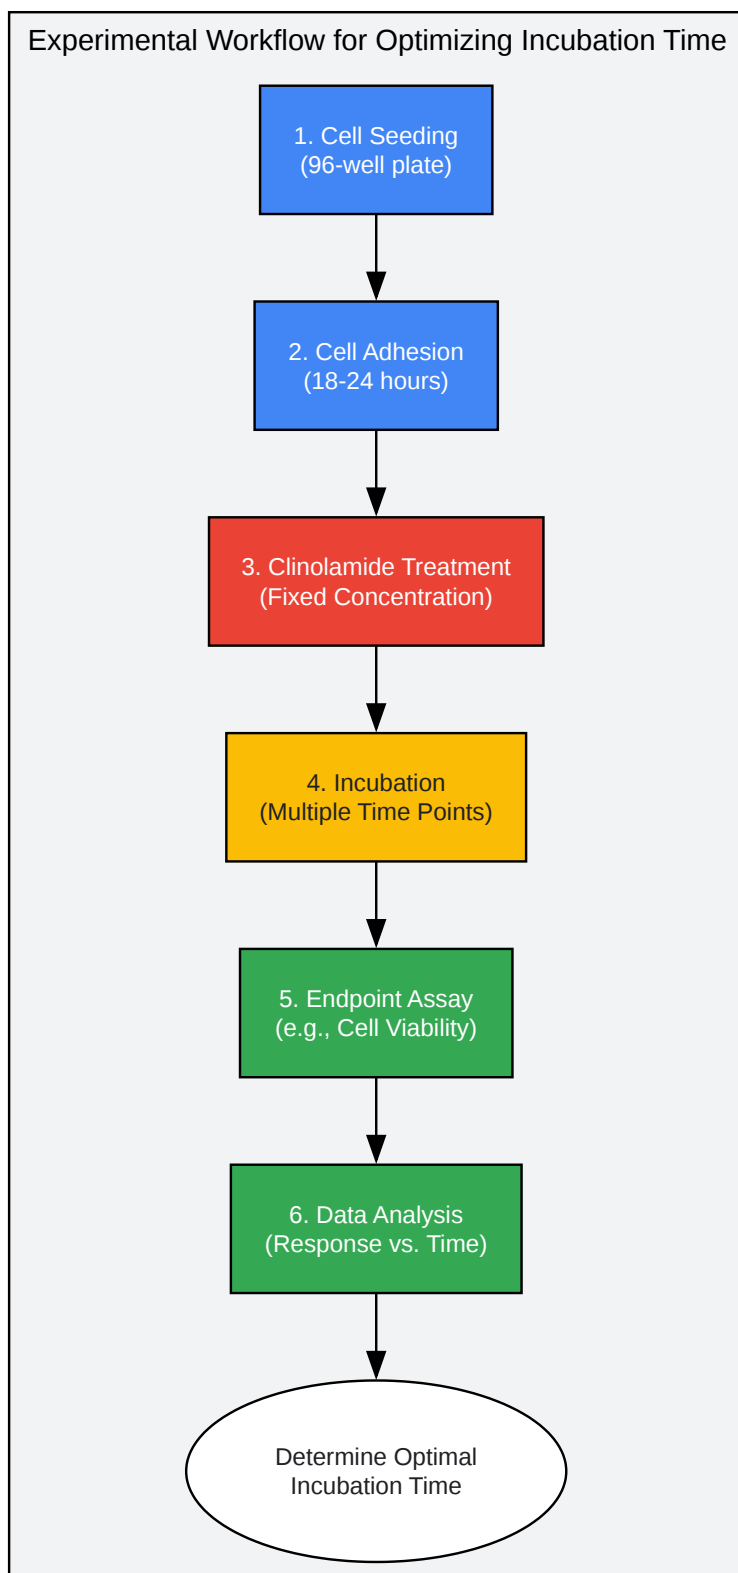 Experimental Workflow for Optimizing Incubation Time
1. Cell Seeding
(96-well plate)
2. Cell Adhesion
(18-24 hours)
3. Clinolamide Treatment
(Fixed Concentration)
4. Incubation
(Multiple Time Points)
5. Endpoint Assay
(e.g., Cell Viability)
6. Data Analysis
(Response vs. Time)
Determine Optimal
Incubation Time